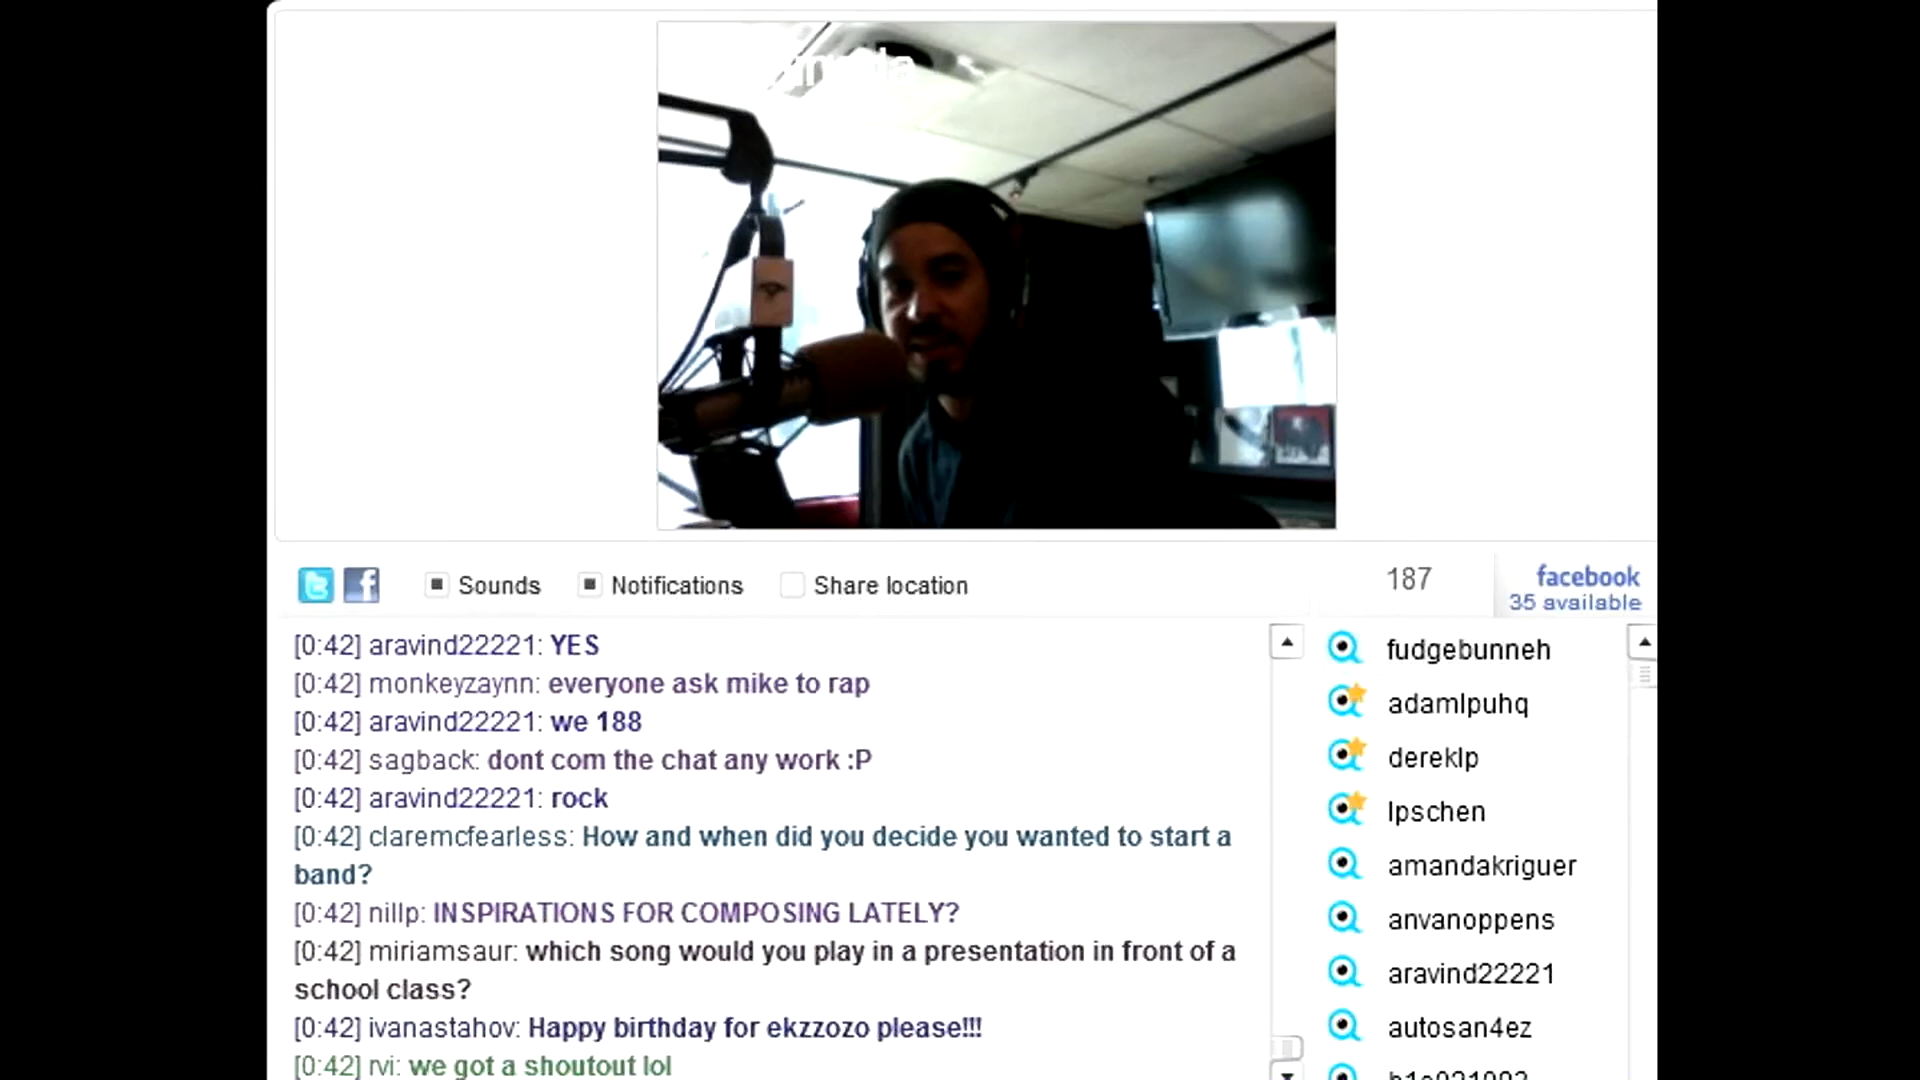 Sounds Notifications Share location 187 facebook
35 available
[0:42] aravind22221: YES
[0:42] monkeyzaynn: everyone ask mike to rap
[0:42] aravind22221: we 188
[0:42] sagback: dont com the chat any work :P
[0:42] aravind22221: rock
[0:42] claremcfearless: How and when did you decide you wanted to start a
band?
[0:42] nillp: INSPIRATIONS FOR COMPOSING LATELY?
[0:42] miriamsaur: which song would you play in a presentation in front of a
school class?
[0:42] ivanastahov: Happy birthday for ekzzozo please!!!
[0:42] rvi: we got a shoutout lol
fudgebunneh
adamlpuhq
dereklp
lpschen
amandakriguer
anvanoppens
aravind22221
autosan4ez